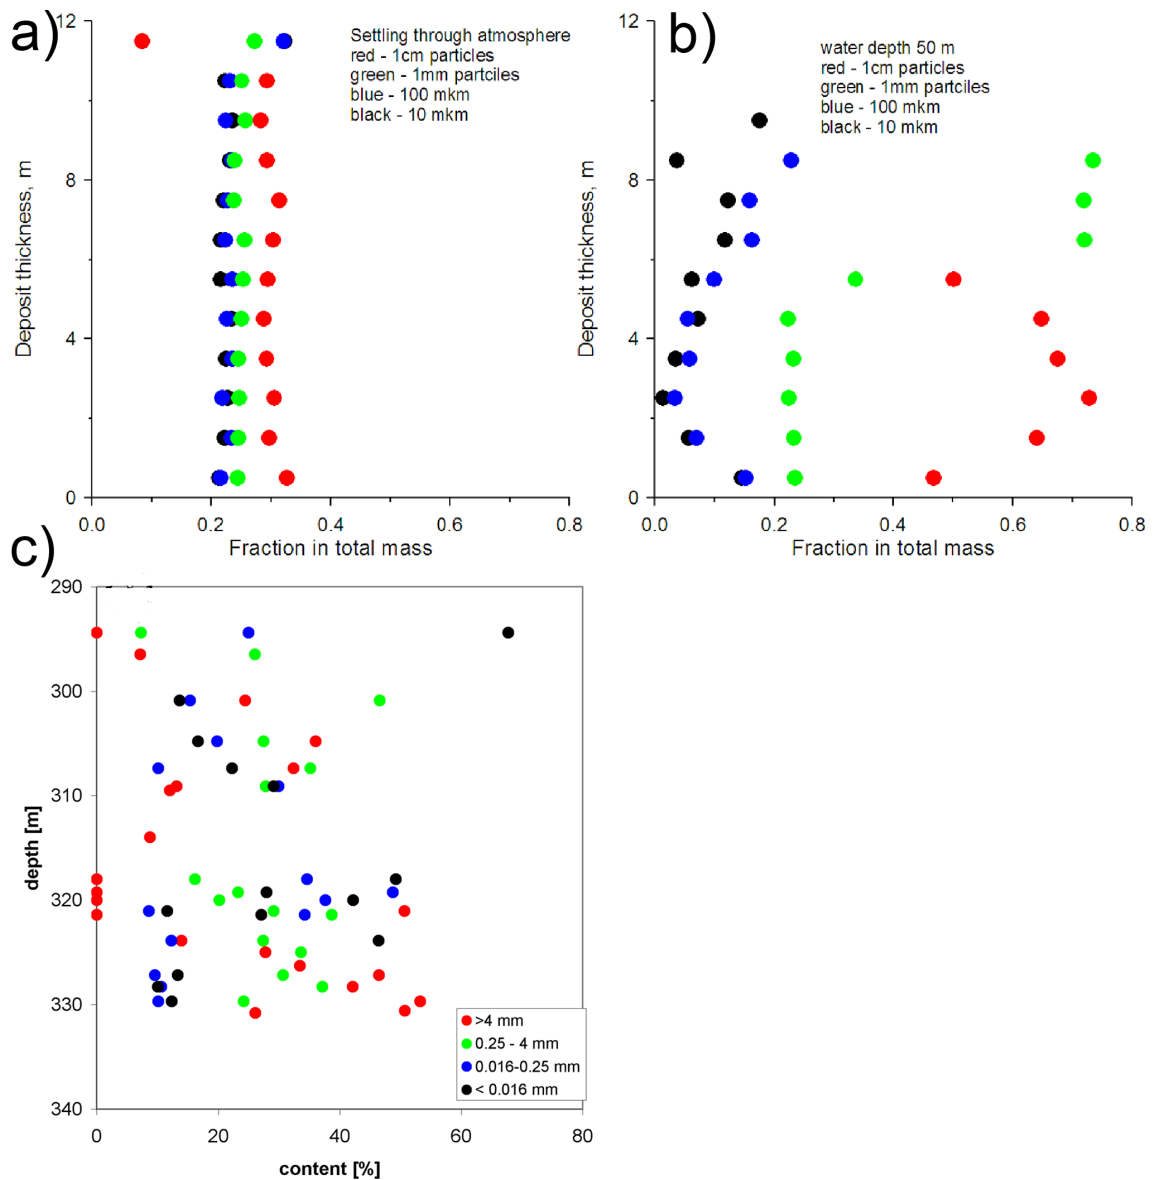 a)
12
8
4
0
Deposit thickness, m
Settling through atmosphere
red - 1cm particles
green - 1mm partciles
blue - 100 mkm
black - 10 mkm
0.0 0.2 0.4 0.6 0.8
Fraction in total mass
b)
12
8
4
0
Deposit thickness, m
water depth 50 m
red - 1cm particles
green - 1mm partciles
blue - 100 mkm
black - 10 mkm
0.0 0.2 0.4 0.6 0.8
Fraction in total mass
c)
290
300
310
320
330
340
depth [m]
>4 mm
0.25 - 4 mm
0.016-0.25 mm
< 0.016 mm
0 20 40 60 80
content [%]